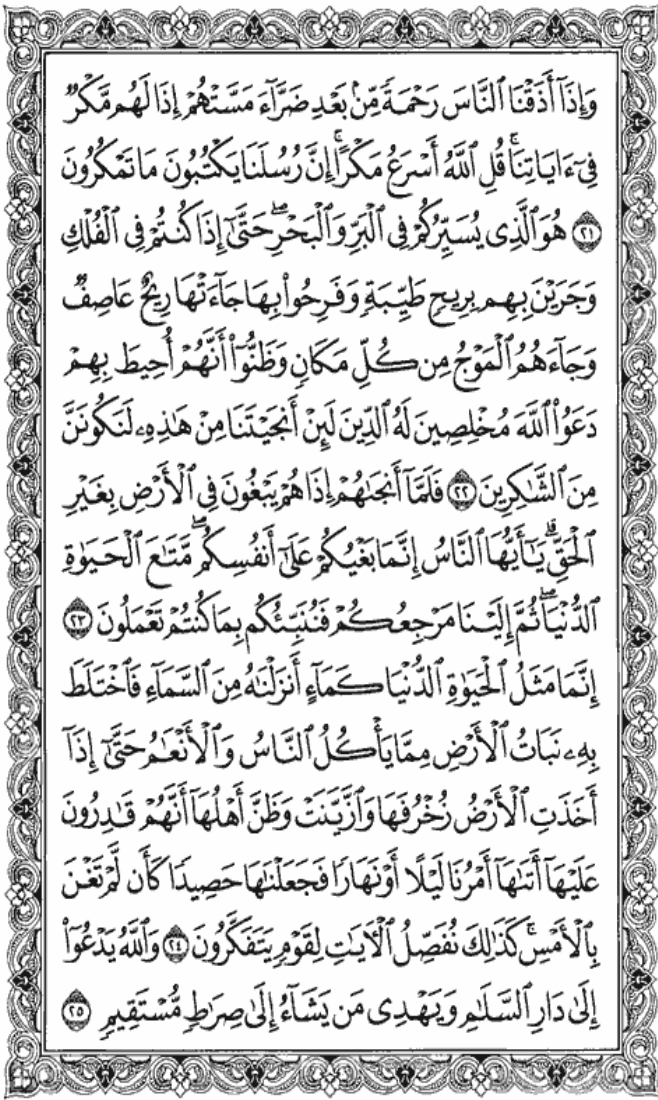 وَإِذَآ أَذَقْنَا ٱلنَّاسَ رَحْمَةً مِّنۢ بَعْدِ ضَرَّآءَ مَسَّتْهُمْ إِذَا لَهُم مَّكْرٌ
فِىٓ ءَايَاتِنَا ۚ قُلِ ٱللَّهُ أَسْرَعُ مَكْرًا ۚ إِنَّ رُسُلَنَا يَكْتُبُونَ مَا تَمْكُرُونَ
٢١ هُوَ ٱلَّذِى يُسَيِّرُكُمْ فِى ٱلْبَرِّ وَٱلْبَحْرِ ۖ حَتَّىٰٓ إِذَا كُنتُمْ فِى ٱلْفُلْكِ
وَجَرَيْنَ بِهِم بِرِيحٍ طَيِّبَةٍ وَفَرِحُوا۟ بِهَا جَآءَتْهَا رِيحٌ عَاصِفٌ
وَجَآءَهُمُ ٱلْمَوْجُ مِن كُلِّ مَكَانٍ وَظَنُّوٓا۟ أَنَّهُمْ أُحِيطَ بِهِمْ
دَعَوُا۟ ٱللَّهَ مُخْلِصِينَ لَهُ ٱلدِّينَ لَئِنْ أَنجَيْتَنَا مِنْ هَٰذِهِۦ لَنَكُونَنَّ
مِنَ ٱلشَّٰكِرِينَ ٢٢ فَلَمَّآ أَنجَىٰهُمْ إِذَا هُمْ يَبْغُونَ فِى ٱلْأَرْضِ بِغَيْرِ
ٱلْحَقِّ ۗ يَٰٓأَيُّهَا ٱلنَّاسُ إِنَّمَا بَغْيُكُمْ عَلَىٰٓ أَنفُسِكُم ۖ مَّتَٰعَ ٱلْحَيَوٰةِ
ٱلدُّنْيَا ۖ ثُمَّ إِلَيْنَا مَرْجِعُكُمْ فَنُنَبِّئُكُم بِمَا كُنتُمْ تَعْمَلُونَ ٢٣
إِنَّمَا مَثَلُ ٱلْحَيَوٰةِ ٱلدُّنْيَا كَمَآءٍ أَنزَلْنَٰهُ مِنَ ٱلسَّمَآءِ فَٱخْتَلَطَ
بِهِۦ نَبَاتُ ٱلْأَرْضِ مِمَّا يَأْكُلُ ٱلنَّاسُ وَٱلْأَنْعَٰمُ حَتَّىٰٓ إِذَآ
أَخَذَتِ ٱلْأَرْضُ زُخْرُفَهَا وَٱزَّيَّنَتْ وَظَنَّ أَهْلُهَآ أَنَّهُمْ قَٰدِرُونَ
عَلَيْهَآ أَتَىٰهَآ أَمْرُنَا لَيْلًا أَوْ نَهَارًا فَجَعَلْنَٰهَا حَصِيدًا كَأَن لَّمْ تَغْنَ
بِٱلْأَمْسِ ۚ كَذَٰلِكَ نُفَصِّلُ ٱلْءَايَٰتِ لِقَوْمٍ يَتَفَكَّرُونَ ٢٤ وَٱللَّهُ يَدْعُوٓا۟
إِلَىٰ دَارِ ٱلسَّلَٰمِ وَيَهْدِى مَن يَشَآءُ إِلَىٰ صِرَٰطٍ مُّسْتَقِيمٍ ٢٥